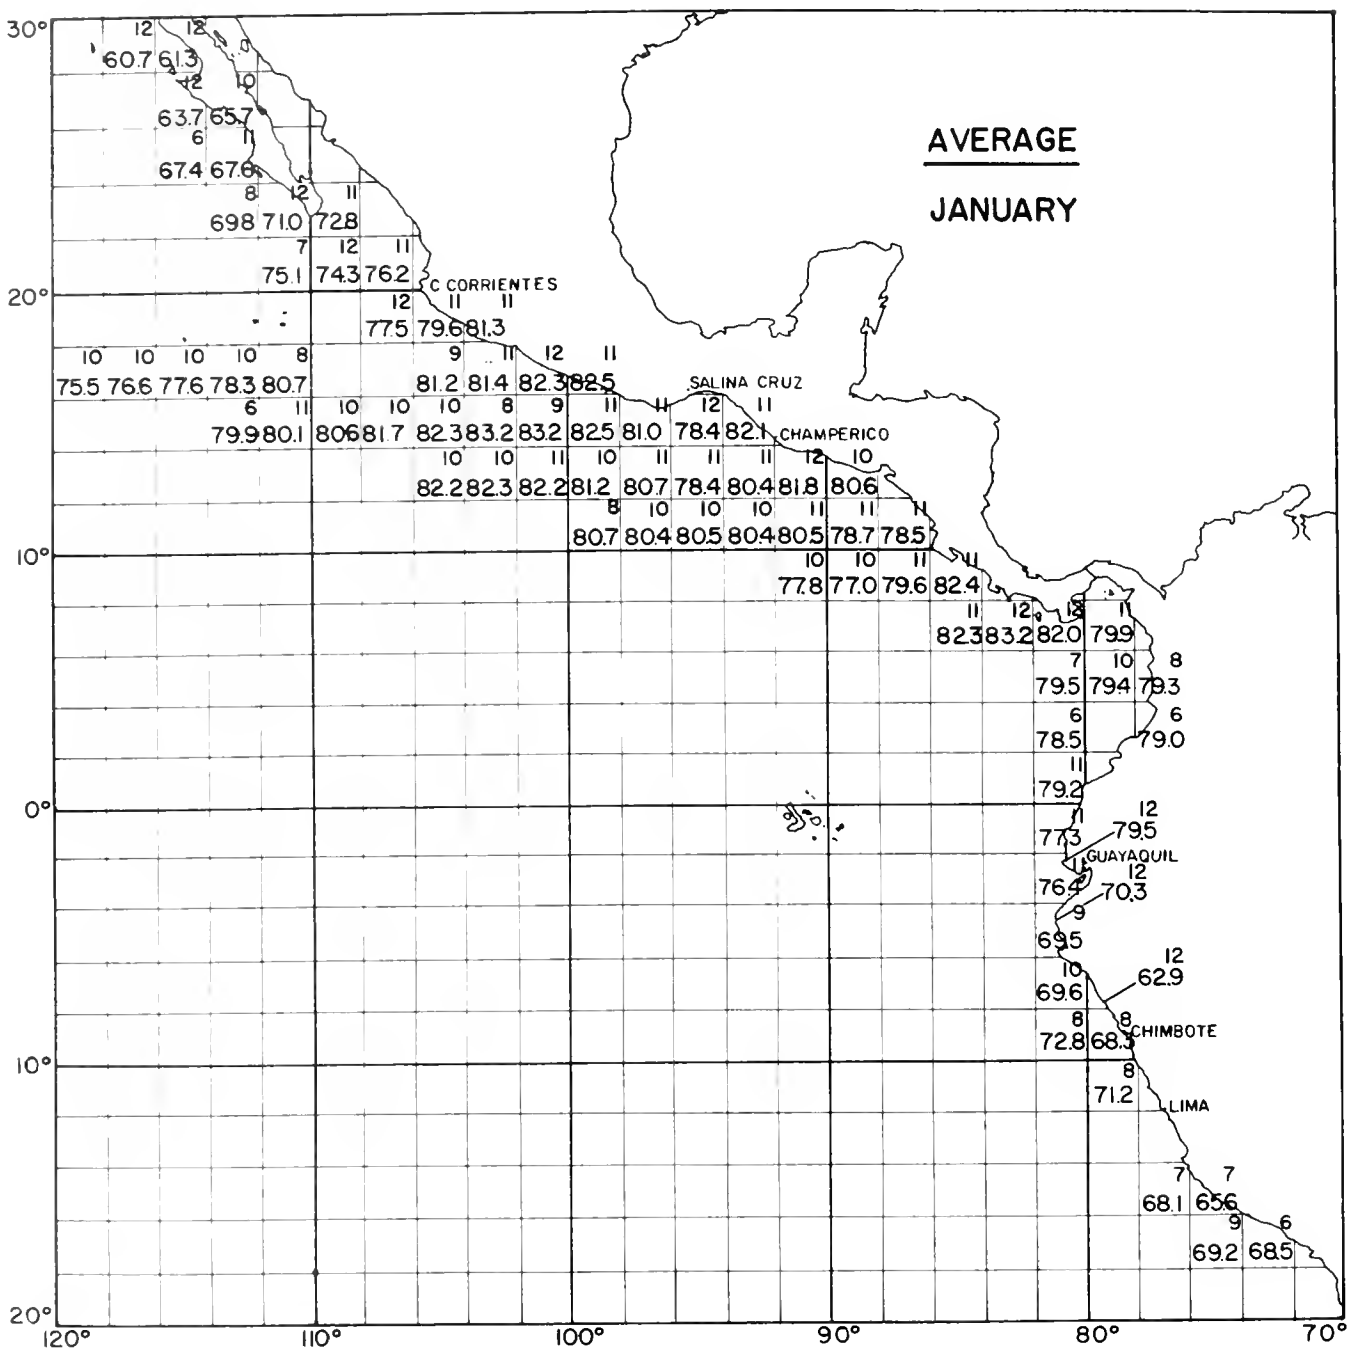 30° 12 12
60.7 61.3
12 10
63.7 65.7
AVERAGE
6 11
67.4 67.6
8 12 11
JANUARY
69.8 71.0 72.8
7 12 11
75.1 74.3 76.2
C CORRIENTES
20° 12 11 11
77.5 79.6 81.3
10 10 10 10 8 9 11 12 11
75.5 76.6 77.6 78.3 80.7 81.2 81.4 82.3 82.5
SALINA CRUZ
6 11 10 10 10 8 9 11 11 12 11
79.9 80.1 80.6 81.7 82.3 83.2 83.2 82.5 81.0 78.4 82.1 CHAMPERICO
10 10 11 10 11 11 11 12 10
82.2 82.3 82.2 81.2 80.7 78.4 80.4 81.8 80.6
8 10 10 10 11 11 11
80.7 80.4 80.5 80.4 80.5 78.7 78.5
10° 10 10 11 11
77.8 77.0 79.6 82.4
11 12 12 11
82.3 83.2 82.0 79.9
7 10 8
79.5 79.4 79.3
6 6
78.5 79.0
11
79.2
0° 11 12
77.3 79.5
GUAYAQUIL
11 12
76.4 70.3
9
69.5
10 12
69.6 62.9
8 8
72.8 68.3 CHIMBOTE
10° 8
71.2
LIMA
7 7
68.1 65.6
9 6
69.2 68.5
20°
120° 110° 100° 90° 80° 70°